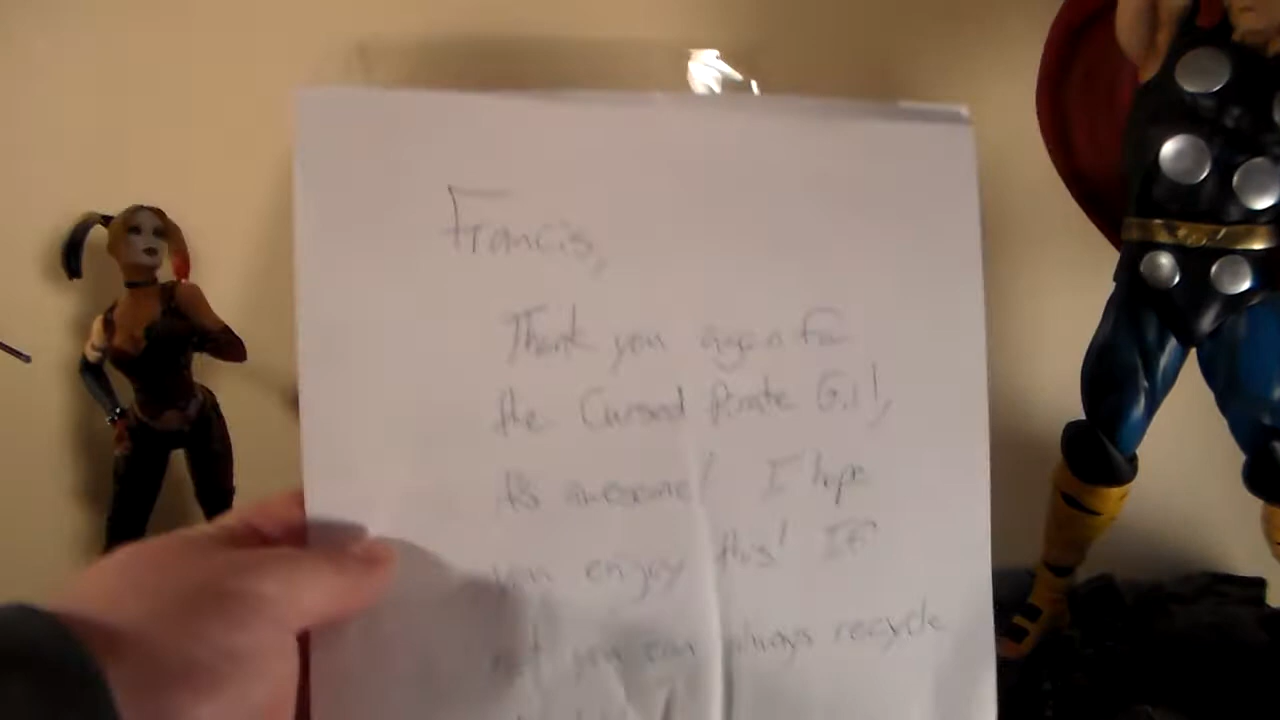 Francis,
Thank you again for
the Cursed Pirate Girl,
it's awesome! I hope
you enjoy this! If
not you can always recycle